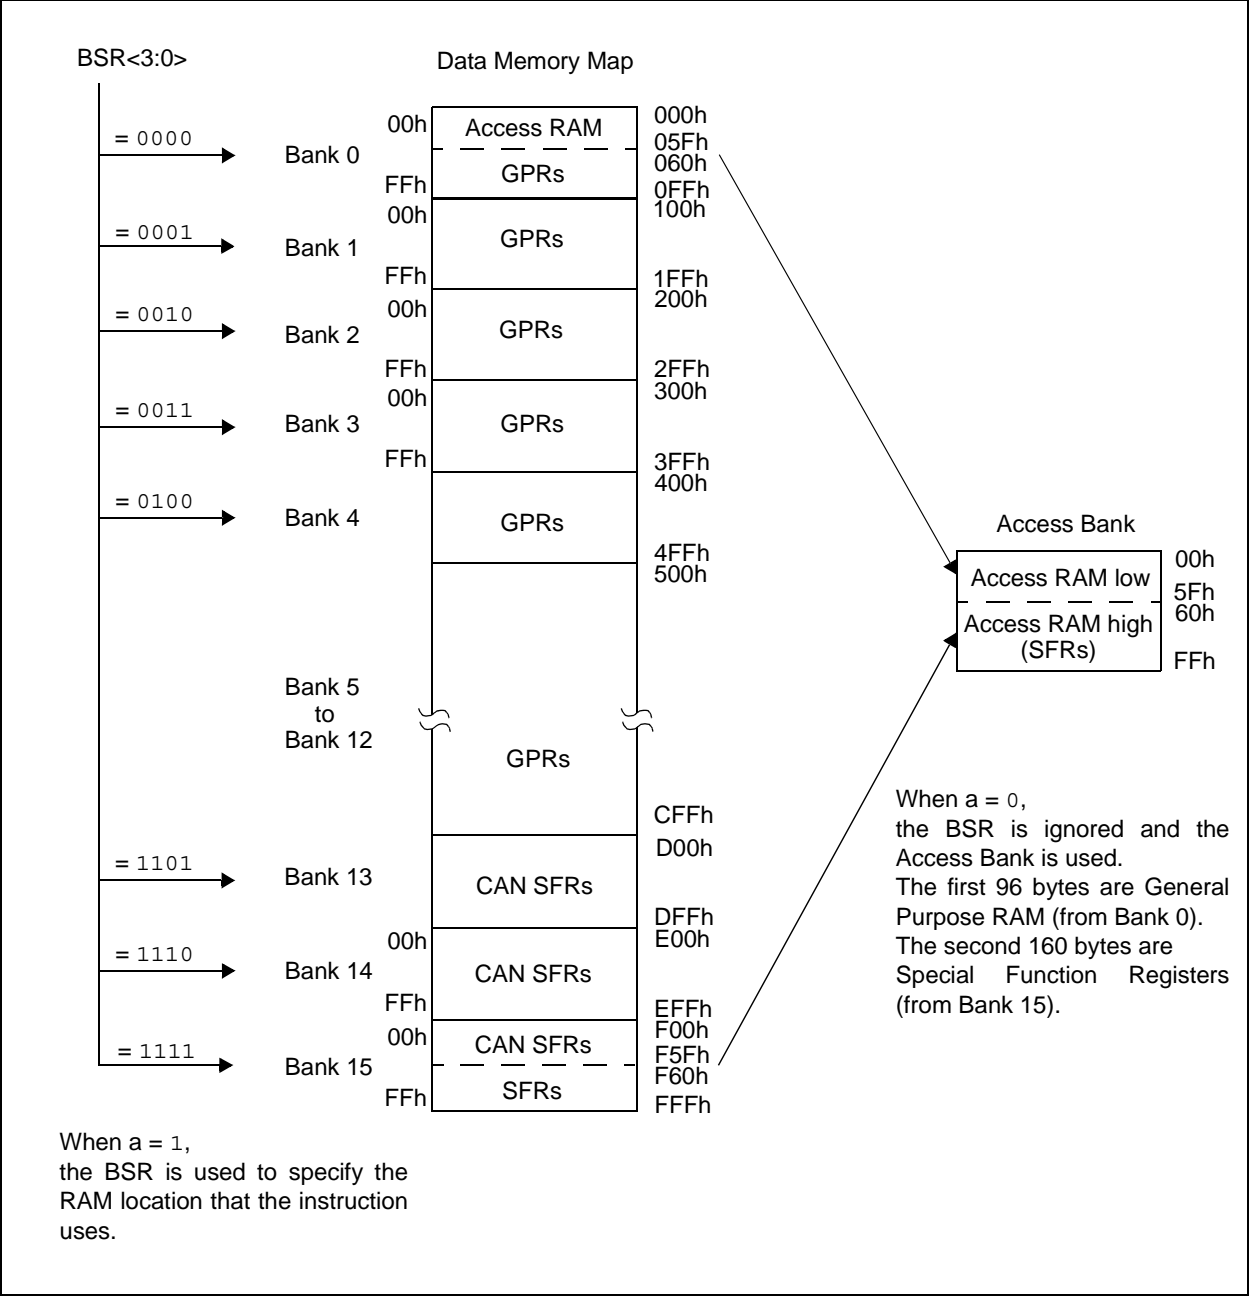 BSR<3:0>
Data Memory Map
= 0000
Bank 0
00h
Access RAM
000h
05Fh
060h
FFh
GPRs
0FFh
= 0001
Bank 1
00h
GPRs
100h
FFh
1FFh
= 0010
Bank 2
00h
GPRs
200h
FFh
2FFh
= 0011
Bank 3
00h
GPRs
300h
FFh
3FFh
= 0100
Bank 4
GPRs
400h
4FFh
500h
Bank 5
to
Bank 12
GPRs
CFFh
= 1101
Bank 13
CAN SFRs
D00h
DFFh
= 1110
Bank 14
00h
CAN SFRs
E00h
FFh
EFFh
= 1111
Bank 15
00h
CAN SFRs
F00h
F5Fh
F60h
FFh
SFRs
FFFh
Access Bank
Access RAM low
00h
5Fh
60h
Access RAM high
(SFRs)
FFh
When a = 0,
the BSR is ignored and the
Access Bank is used.
The first 96 bytes are General
Purpose RAM (from Bank 0).
The second 160 bytes are
Special Function Registers
(from Bank 15).
When a = 1,
the BSR is used to specify the
RAM location that the instruction
uses.